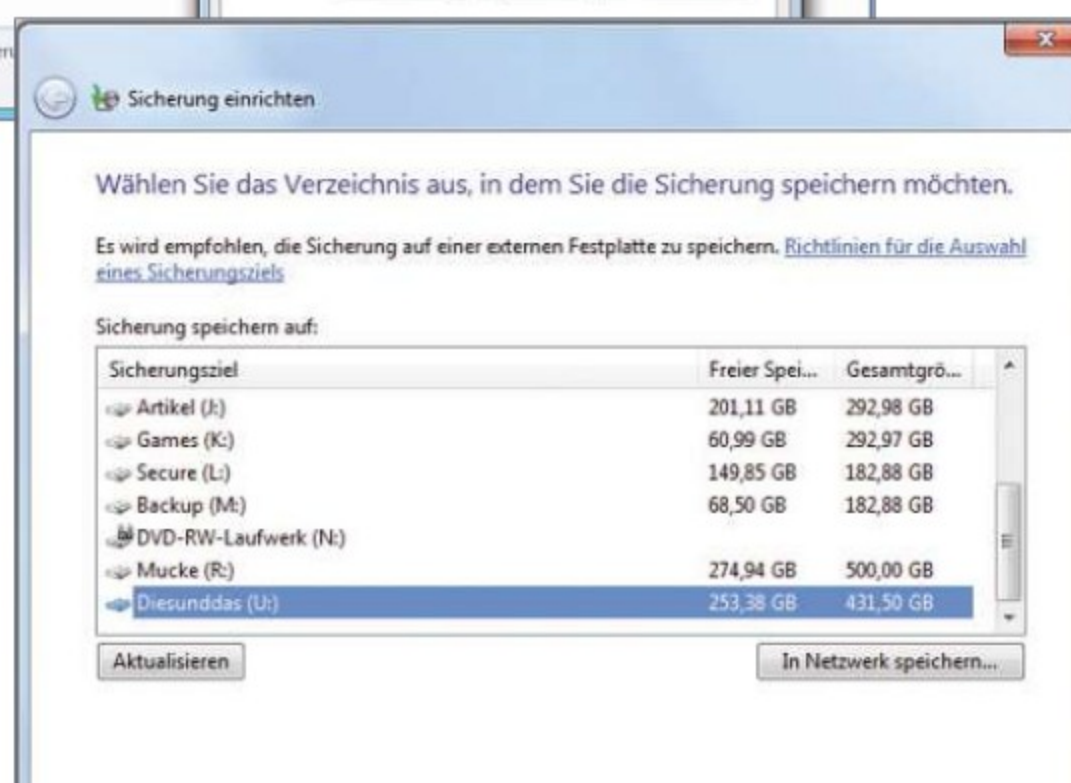 Sicherung einrichten
Wählen Sie das Verzeichnis aus, in dem Sie die Sicherung speichern möchten.
Es wird empfohlen, die Sicherung auf einer externen Festplatte zu speichern. Richtlinien für die Auswahl
eines Sicherungsziels
Sicherung speichern auf:
Sicherungsziel Freier Spei... Gesamtgrö...
Artikel (J:) 201,11 GB 292,98 GB
Games (K:) 60,99 GB 292,97 GB
Secure (L:) 149,85 GB 182,88 GB
Backup (M:) 68,50 GB 182,88 GB
DVD-RW-Laufwerk (N:)
Mucke (R:) 274,94 GB 500,00 GB
Diesunddas (U:) 253,38 GB 431,50 GB
Aktualisieren In Netzwerk speichern...